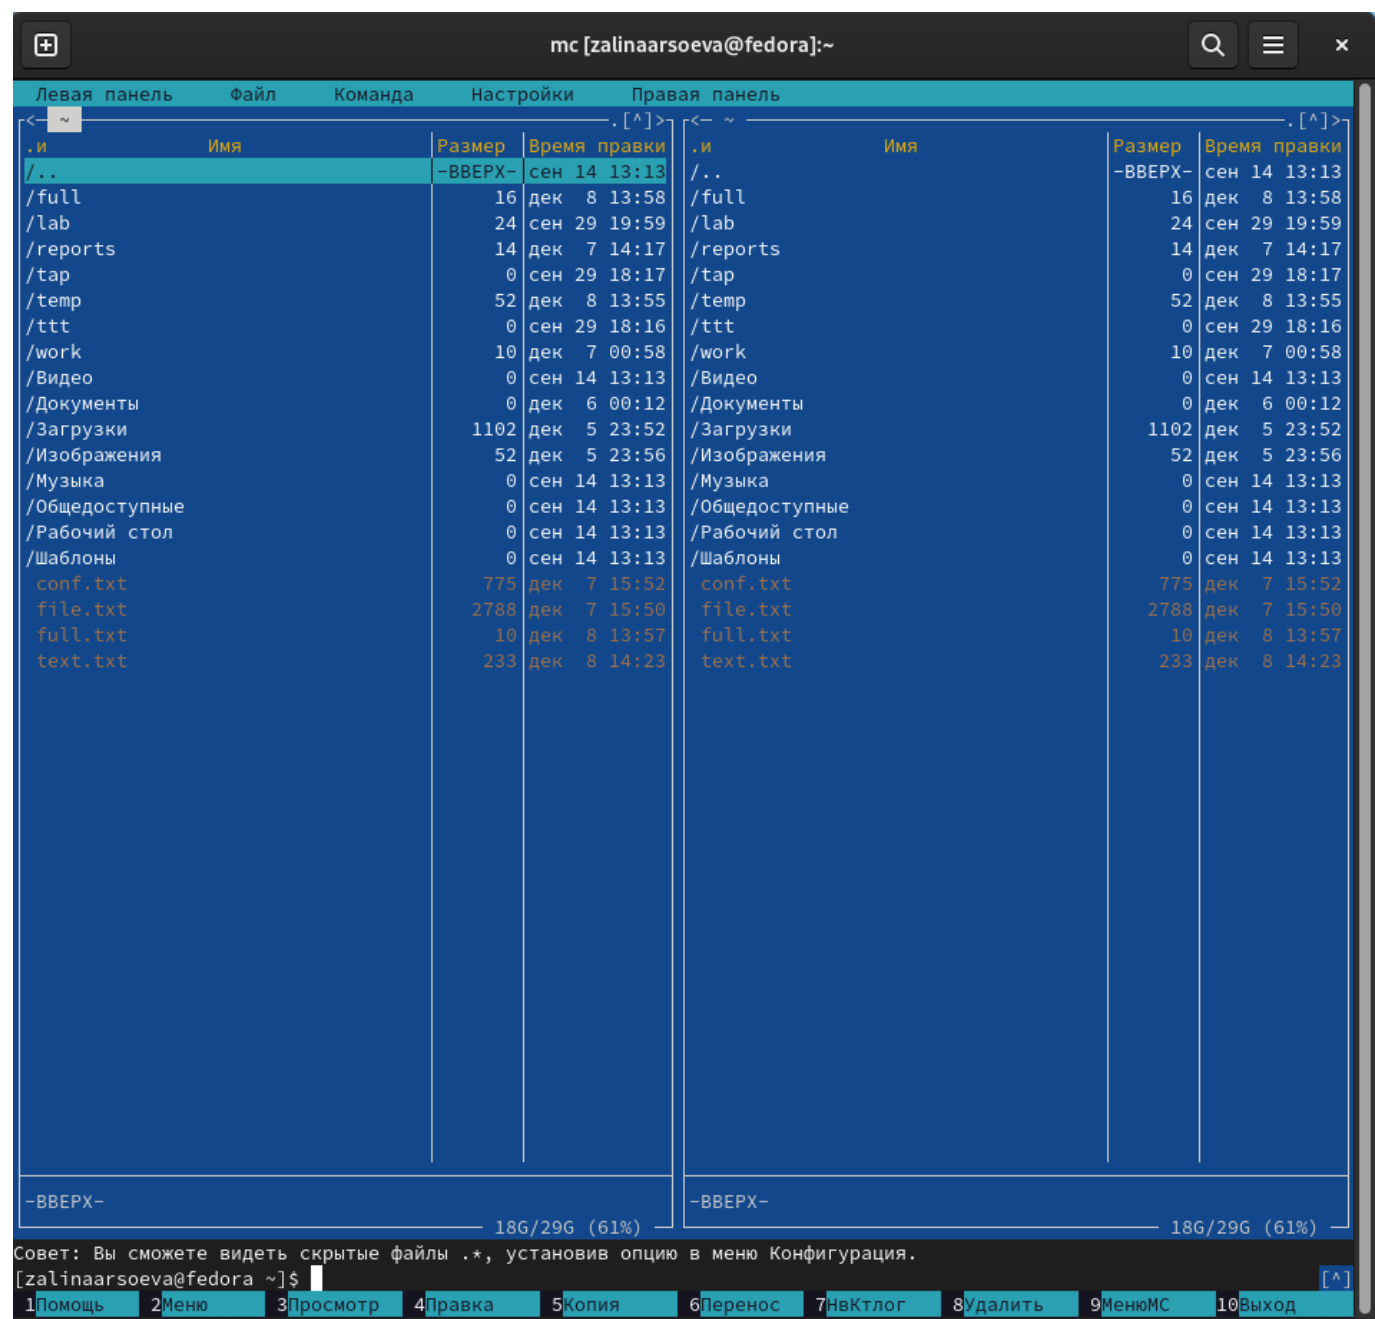 mc [zalinaarsoeva@fedora]:~
Левая панель Файл Команда Настройки Правая панель
<— ~ .[^]> <— ~ .[^]>
.и Имя Размер Время правки .и Имя Размер Время правки
/.. -ВВЕРХ- сен 14 13:13 /.. -ВВЕРХ- сен 14 13:13
/full 16 дек 8 13:58 /full 16 дек 8 13:58
/lab 24 сен 29 19:59 /lab 24 сен 29 19:59
/reports 14 дек 7 14:17 /reports 14 дек 7 14:17
/tap 0 сен 29 18:17 /tap 0 сен 29 18:17
/temp 52 дек 8 13:55 /temp 52 дек 8 13:55
/ttt 0 сен 29 18:16 /ttt 0 сен 29 18:16
/work 10 дек 7 00:58 /work 10 дек 7 00:58
/Видео 0 сен 14 13:13 /Видео 0 сен 14 13:13
/Документы 0 дек 6 00:12 /Документы 0 дек 6 00:12
/Загрузки 1102 дек 5 23:52 /Загрузки 1102 дек 5 23:52
/Изображения 52 дек 5 23:56 /Изображения 52 дек 5 23:56
/Музыка 0 сен 14 13:13 /Музыка 0 сен 14 13:13
/Общедоступные 0 сен 14 13:13 /Общедоступные 0 сен 14 13:13
/Рабочий стол 0 сен 14 13:13 /Рабочий стол 0 сен 14 13:13
/Шаблоны 0 сен 14 13:13 /Шаблоны 0 сен 14 13:13
conf.txt 775 дек 7 15:52 conf.txt 775 дек 7 15:52
file.txt 2788 дек 7 15:50 file.txt 2788 дек 7 15:50
full.txt 10 дек 8 13:57 full.txt 10 дек 8 13:57
text.txt 233 дек 8 14:23 text.txt 233 дек 8 14:23
-ВВЕРХ- -ВВЕРХ-
18G/29G (61%) 18G/29G (61%)
Совет: Вы сможете видеть скрытые файлы .*, установив опцию в меню Конфигурация.
[zalinaarsoeva@fedora ~]$ [^]
1Помощь 2Меню 3Просмотр 4Правка 5Копия 6Перенос 7НвКтлог 8Удалить 9МенюMC 10Выход